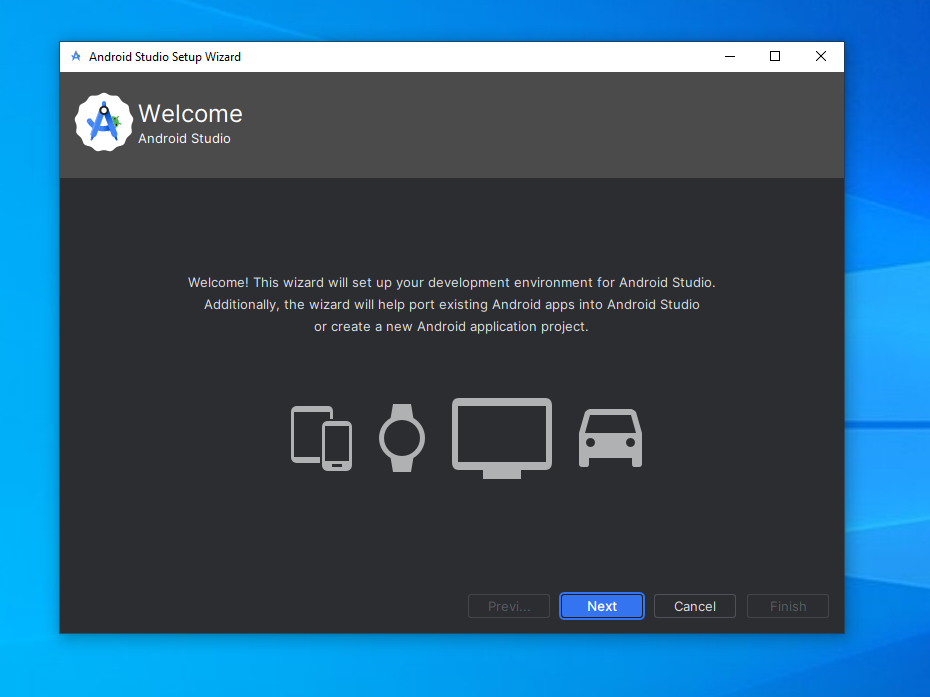 Android Studio Setup Wizard
Welcome
Android Studio
Welcome! This wizard will set up your development environment for Android Studio.
Additionally, the wizard will help port existing Android apps into Android Studio
or create a new Android application project.
Previ...
Next
Cancel
Finish